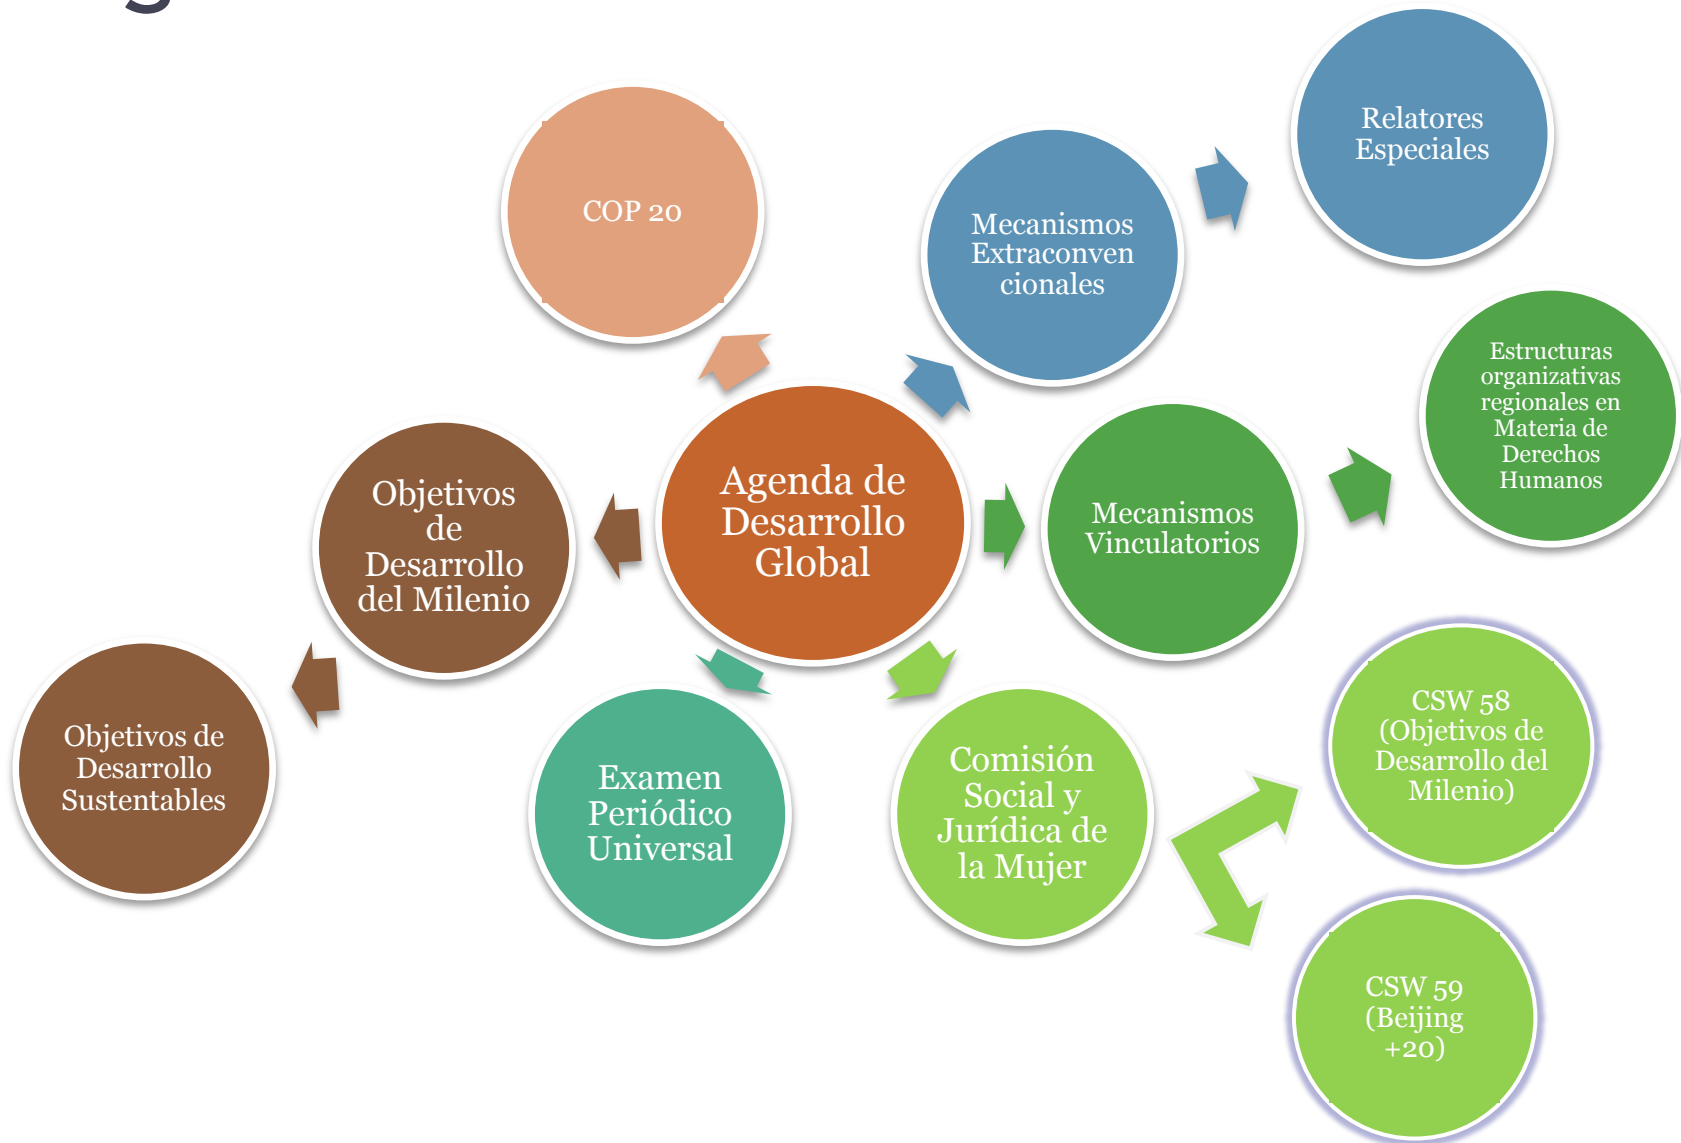 Relatores
Especiales
COP 20
Mecanismos
Extraconven
cionales
Estructuras
organizativas
regionales en
Materia de
Derechos
Humanos
Agenda de
Desarrollo
Global
Objetivos
de
Desarrollo
del Milenio
Mecanismos
Vinculatorios
Objetivos de
Desarrollo
Sustentables
Examen
Periódico
Universal
Comisión
Social y
Jurídica de
la Mujer
CSW 58
(Objetivos de
Desarrollo del
Milenio)
CSW 59
(Beijing
+20)